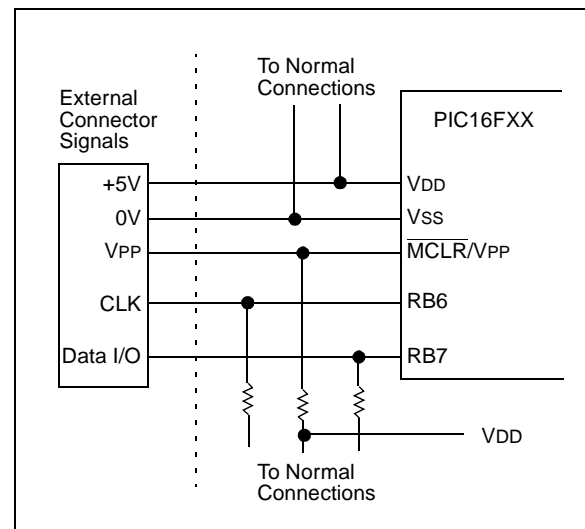 To Normal
Connections
External
Connector
Signals
PIC16FXX
+5V
VDD
0V
VSS
VPP
MCLR/VPP
CLK
RB6
Data I/O
RB7
VDD
To Normal
Connections